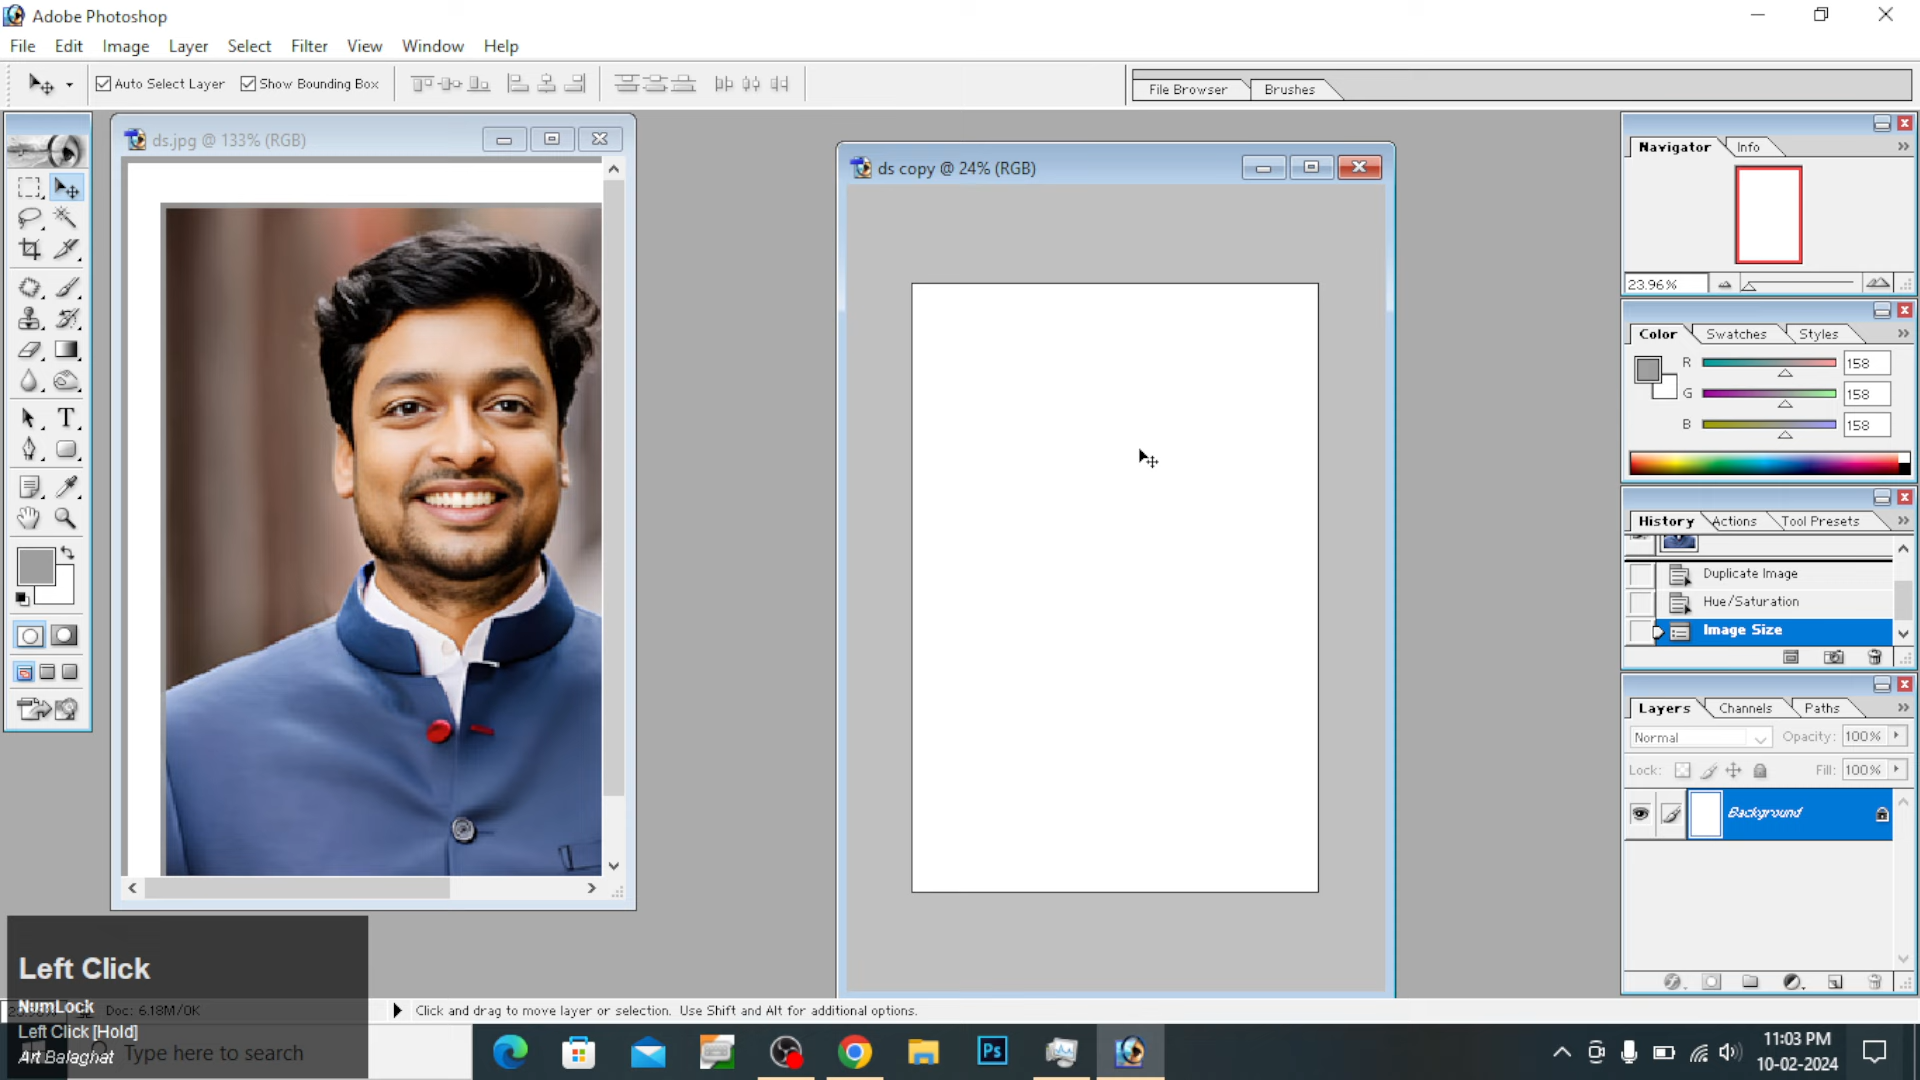 Adobe Photoshop
File Edit Image Layer Select Filter View Window Help
Auto Select Layer Show Bounding Box
File Browser Brushes
ds.jpg @ 133% (RGB)
ds copy @ 24% (RGB)
Navigator Info
23.96%
Color Swatches Styles
R 158
G 158
B 158
History Actions Tool Presets
Duplicate Image
Hue/Saturation
Image Size
Layers Channels Paths
Normal Opacity: 100%
Lock: Fill: 100%
Background
T
Left Click
NumLock
Left Click [Hold]
Art Balaghat
Doc: 6.18M/0K
Click and drag to move layer or selection. Use Shift and Alt for additional options.
Type here to search
Ps
11:03 PM
10-02-2024